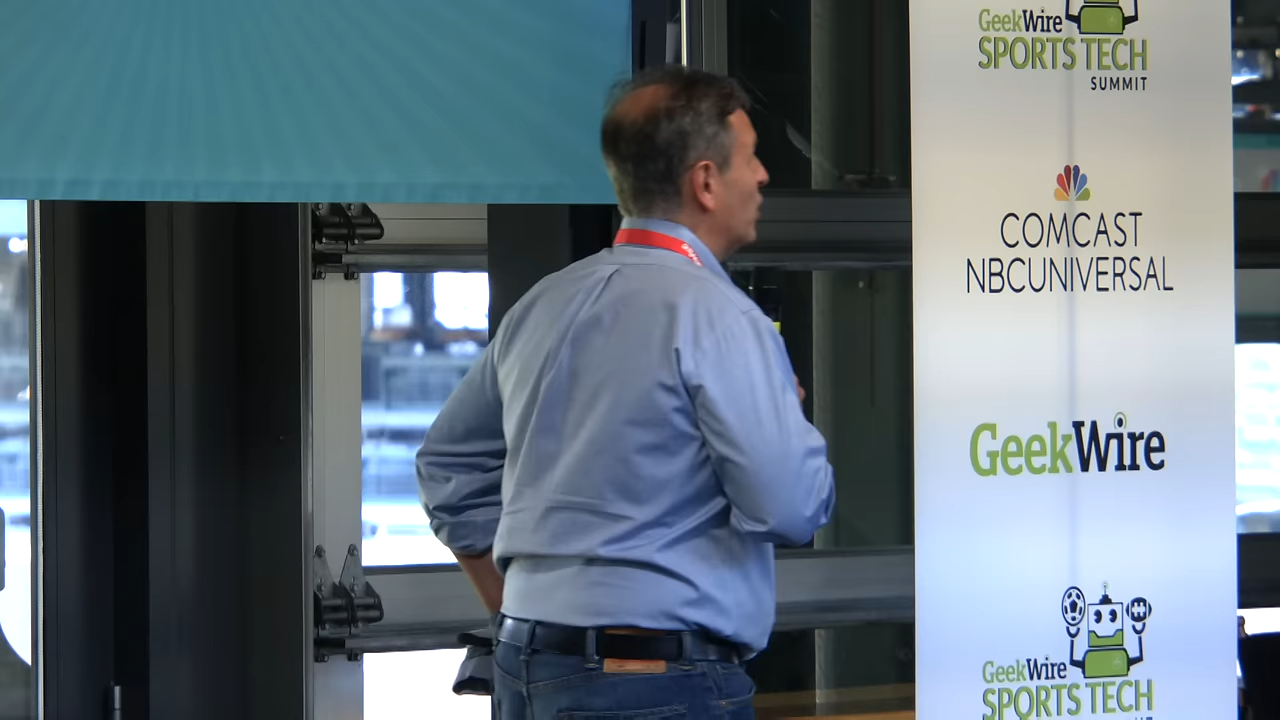 GeekWire
SPORTS TECH
SUMMIT
COMCAST
NBCUNIVERSAL
GeekWire
GeekWire
SPORTS TECH